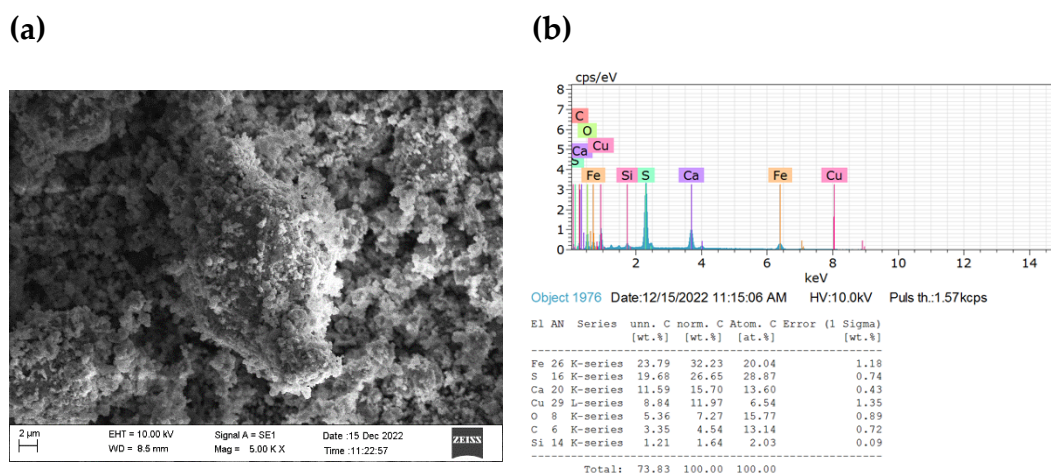 (a)
(b)
2 µm
EHT = 10.00 kV
WD = 8.5 mm
Signal A = SE1
Mag = 5.00 K X
Date :15 Dec 2022
Time :11:22:57
ZEISS
cps/eV
8
7
6
5
4
3
2
1
0
C
O
Ca
Cu
S
Fe
Si
S
Ca
Fe
Cu
2 4 6 8 10 12 14
keV
Object 1976 Date:12/15/2022 11:15:06 AM HV:10.0kV Puls th.:1.57kcps
El AN Series unn. C norm. C Atom. C Error (1 Sigma)
[wt.%] [wt.%] [at.%] [wt.%]
Fe 26 K-series 23.79 32.23 20.04 1.18
S 16 K-series 19.68 26.65 28.87 0.74
Ca 20 K-series 11.59 15.70 13.60 0.43
Cu 29 L-series 8.84 11.97 6.54 1.35
O 8 K-series 5.36 7.27 15.77 0.89
C 6 K-series 3.35 4.54 13.14 0.72
Si 14 K-series 1.21 1.64 2.03 0.09
Total: 73.83 100.00 100.00